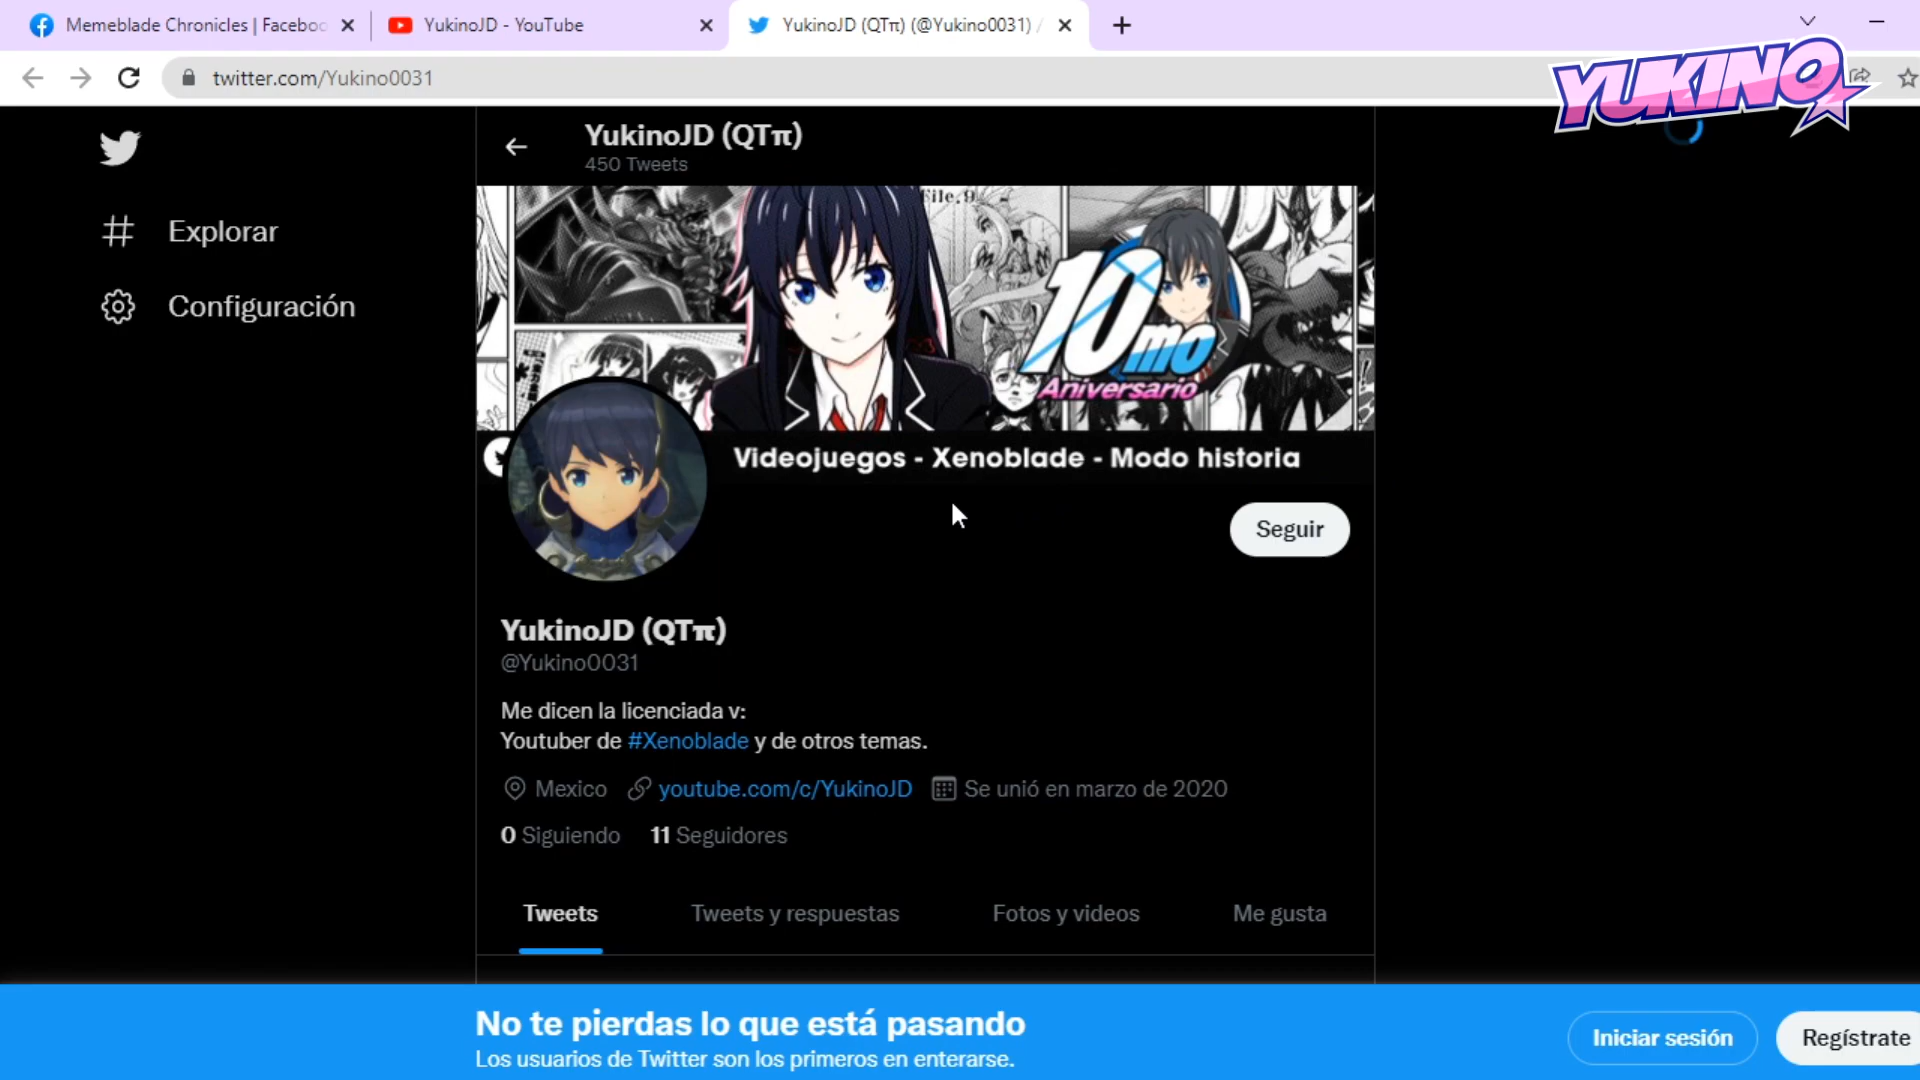 Memeblade Chronicles | Faceboo
YukinoJD - YouTube
YukinoJD (QTπ) (@Yukino0031) /
twitter.com/Yukino0031
YUKINO
YukinoJD (QTπ)
450 Tweets
Explorar
Configuración
File.9
10mo
Aniversario
Videojuegos - Xenoblade - Modo historia
Seguir
YukinoJD (QTπ)
@Yukino0031
Me dicen la licenciada v:
Youtuber de #Xenoblade y de otros temas.
Mexico youtube.com/c/YukinoJD Se unió en marzo de 2020
0 Siguiendo 11 Seguidores
Tweets Tweets y respuestas Fotos y videos Me gusta
No te pierdas lo que está pasando
Los usuarios de Twitter son los primeros en enterarse.
Iniciar sesión
Regístrate